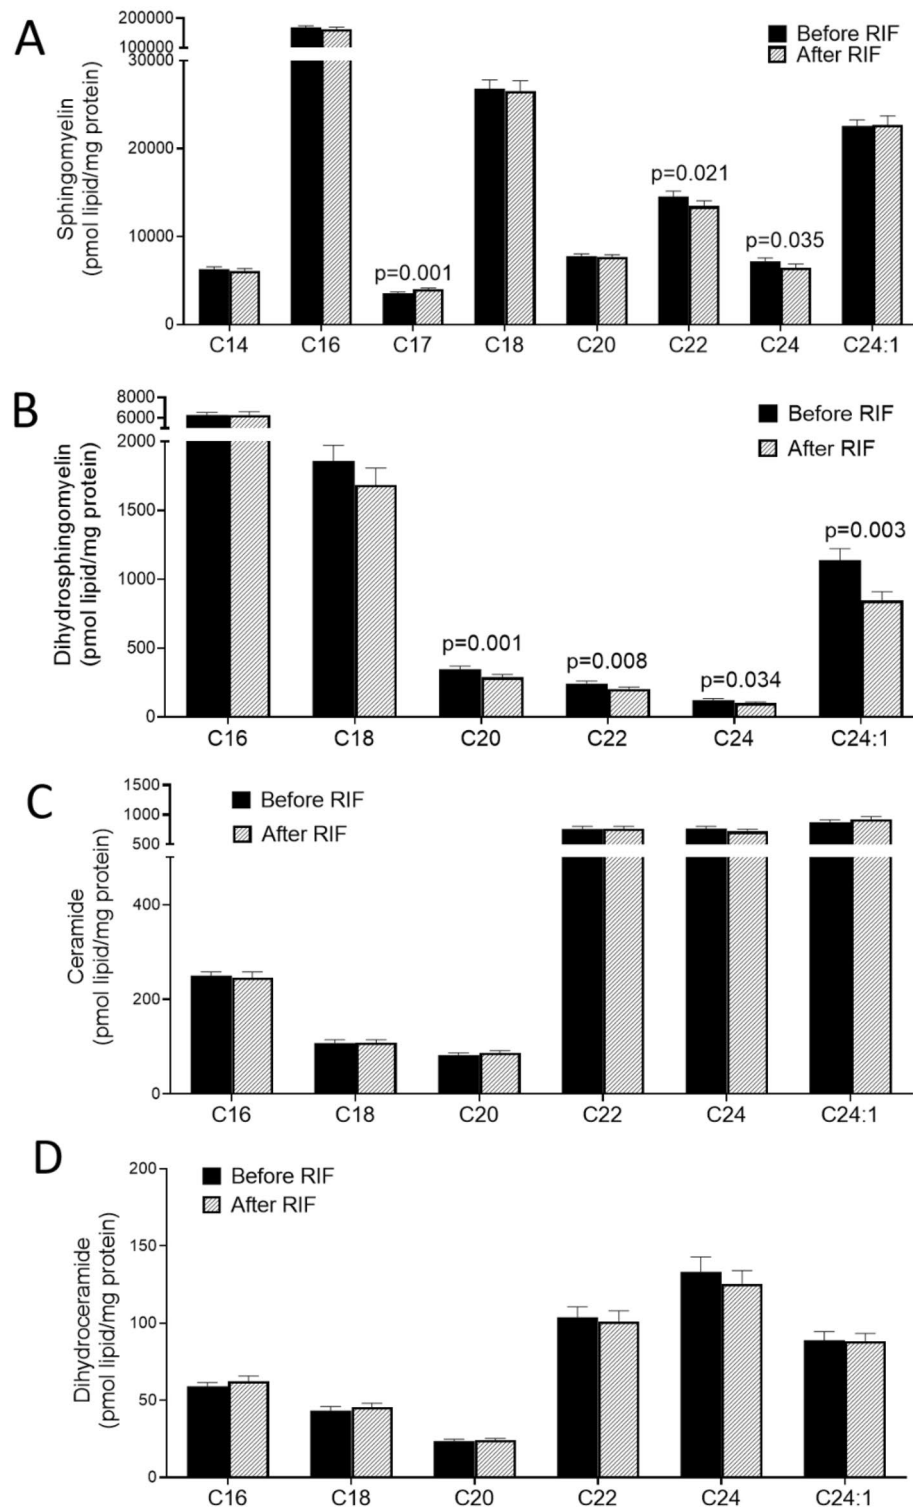 A
Sphingomyelin
(pmol lipid/mg protein)
200000
100000
30000
20000
10000
0
Before RIF
After RIF
p=0.001
p=0.021
p=0.035
C14 C16 C17 C18 C20 C22 C24 C24:1
B
Dihydrosphingomyelin
(pmol lipid/mg protein)
8000
6000
2000
1500
1000
500
0
Before RIF
After RIF
p=0.001
p=0.008
p=0.034
p=0.003
C16 C18 C20 C22 C24 C24:1
C
Ceramide
(pmol lipid/mg protein)
1500
1000
500
400
200
0
Before RIF
After RIF
C16 C18 C20 C22 C24 C24:1
D
Dihydroceramide
(pmol lipid/mg protein)
200
150
100
50
0
Before RIF
After RIF
C16 C18 C20 C22 C24 C24:1